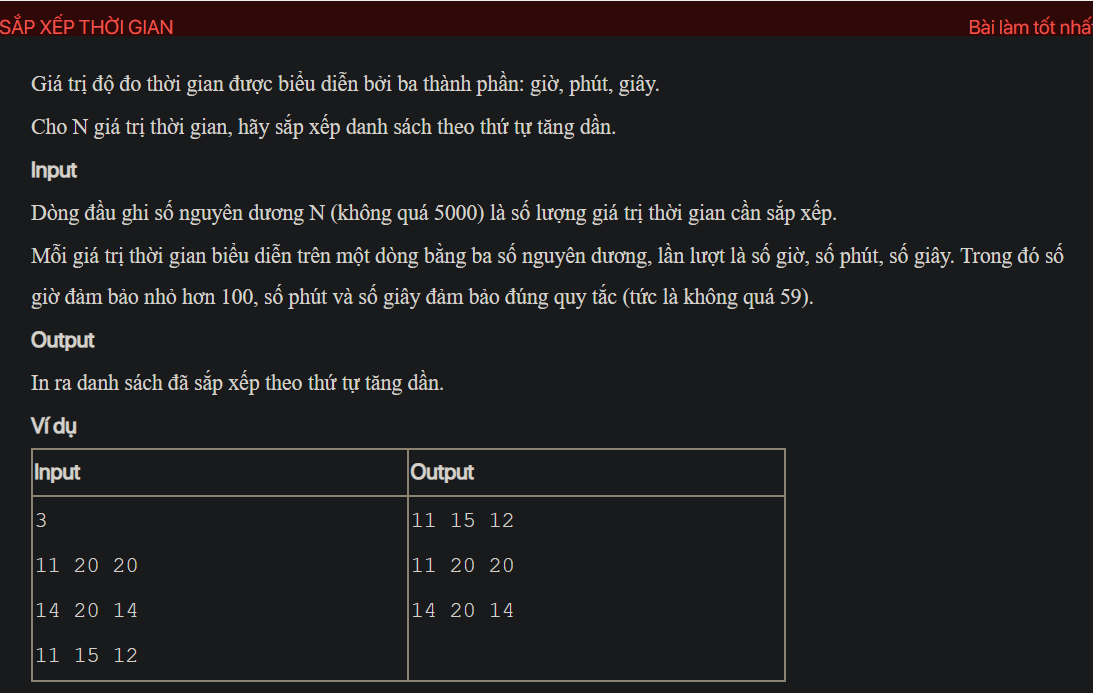 SẮP XẾP THỜI GIAN
Bài làm tốt nhất
Giá trị độ đo thời gian được biểu diễn bởi ba thành phần: giờ, phút, giây.
Cho N giá trị thời gian, hãy sắp xếp danh sách theo thứ tự tăng dần.
Input
Dòng đầu ghi số nguyên dương N (không quá 5000) là số lượng giá trị thời gian cần sắp xếp.
Mỗi giá trị thời gian biểu diễn trên một dòng bằng ba số nguyên dương, lần lượt là số giờ, số phút, số giây. Trong đó số
giờ đảm bảo nhỏ hơn 100, số phút và số giây đảm bảo đúng quy tắc (tức là không quá 59).
Output
In ra danh sách đã sắp xếp theo thứ tự tăng dần.
Ví dụ
Input Output
3 11 15 12
11 20 20 11 20 20
14 20 14 14 20 14
11 15 12